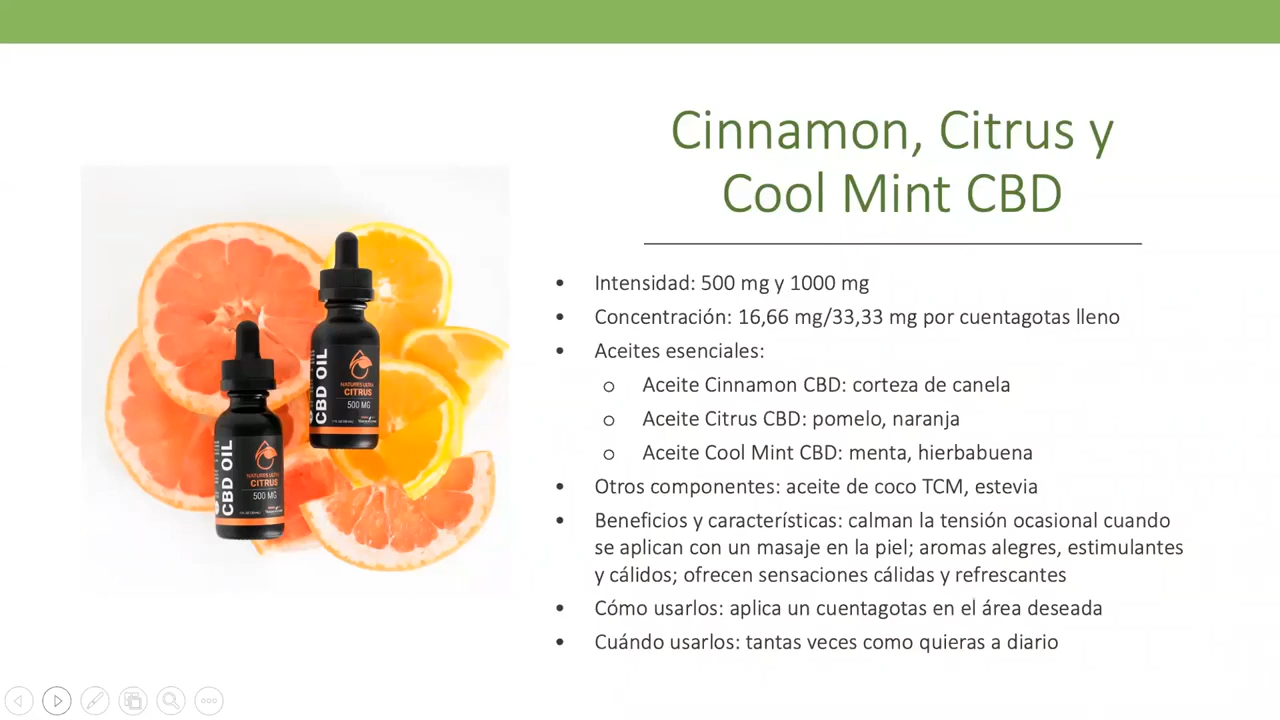 Cinnamon, Citrus y
Cool Mint CBD
• Intensidad: 500 mg y 1000 mg
• Concentración: 16,66 mg/33,33 mg por cuentagotas lleno
• Aceites esenciales:
o Aceite Cinnamon CBD: corteza de canela
o Aceite Citrus CBD: pomelo, naranja
o Aceite Cool Mint CBD: menta, hierbabuena
• Otros componentes: aceite de coco TCM, estevia
• Beneficios y características: calman la tensión ocasional cuando
se aplican con un masaje en la piel; aromas alegres, estimulantes
y cálidos; ofrecen sensaciones cálidas y refrescantes
• Cómo usarlos: aplica un cuentagotas en el área deseada
• Cuándo usarlos: tantas veces como quieras a diario
CBD OIL
NATURES ULTRA
CITRUS
500 MG
CBD OIL
NATURES ULTRA
CITRUS
500 MG